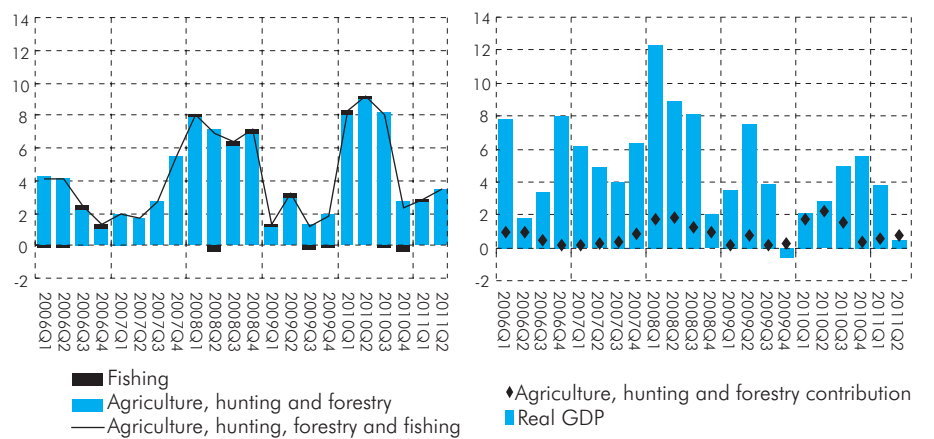 14
12
10
8
6
4
2
0
-2
2006Q1
2006Q2
2006Q3
2006Q4
2007Q1
2007Q2
2007Q3
2007Q4
2008Q1
2008Q2
2008Q3
2008Q4
2009Q1
2009Q2
2009Q3
2009Q4
2010Q1
2010Q2
2010Q3
2010Q4
2011Q1
2011Q2
Fishing
Agriculture, hunting and forestry
Agriculture, hunting, forestry and fishing
14
12
10
8
6
4
2
0
-2
2006Q1
2006Q2
2006Q3
2006Q4
2007Q1
2007Q2
2007Q3
2007Q4
2008Q1
2008Q2
2008Q3
2008Q4
2009Q1
2009Q2
2009Q3
2009Q4
2010Q1
2010Q2
2010Q3
2010Q4
2011Q1
2011Q2
Agriculture, hunting and forestry contribution
Real GDP